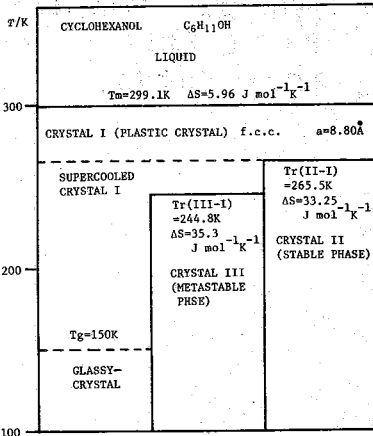 T/K
CYCLOHEXANOL C₆H₁₁OH
LIQUID
Tm=299.1K ΔS=5.96 J mol⁻¹K⁻¹
300
CRYSTAL I (PLASTIC CRYSTAL) f.c.c. a=8.80Å
SUPERCOOLED
CRYSTAL I
Tr(III-I)
=244.8K
ΔS=35.3
J mol⁻¹K⁻¹
CRYSTAL III
(METASTABLE
PHSE)
Tr(II-I)
=265.5K
ΔS=33.25
J mol⁻¹K⁻¹
CRYSTAL II
(STABLE PHASE)
200
Tg=150K
GLASSY-
CRYSTAL
100